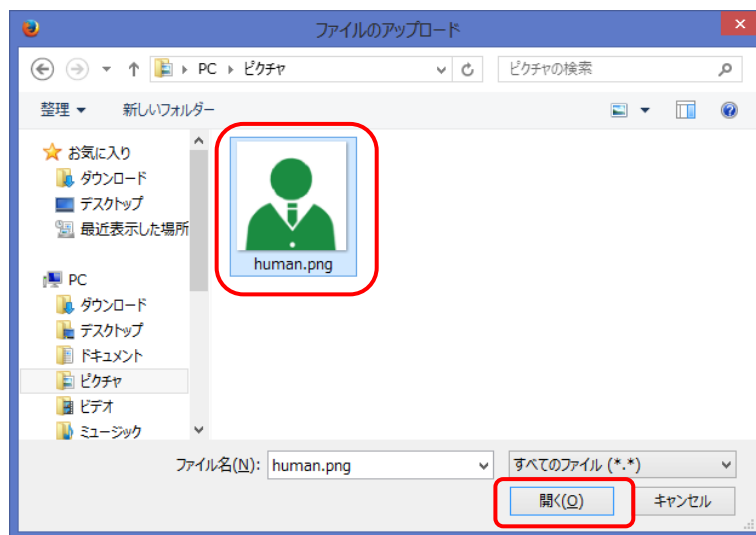 ファイルのアップロード
PC ピクチャ
ピクチャの検索
整理 新しいフォルダー
お気に入り
ダウンロード
デスクトップ
最近表示した場所
PC
ダウンロード
デスクトップ
ドキュメント
ピクチャ
ビデオ
ミュージック
human.png
ファイル名(N): human.png
すべてのファイル (*.*)
開く(O) キャンセル